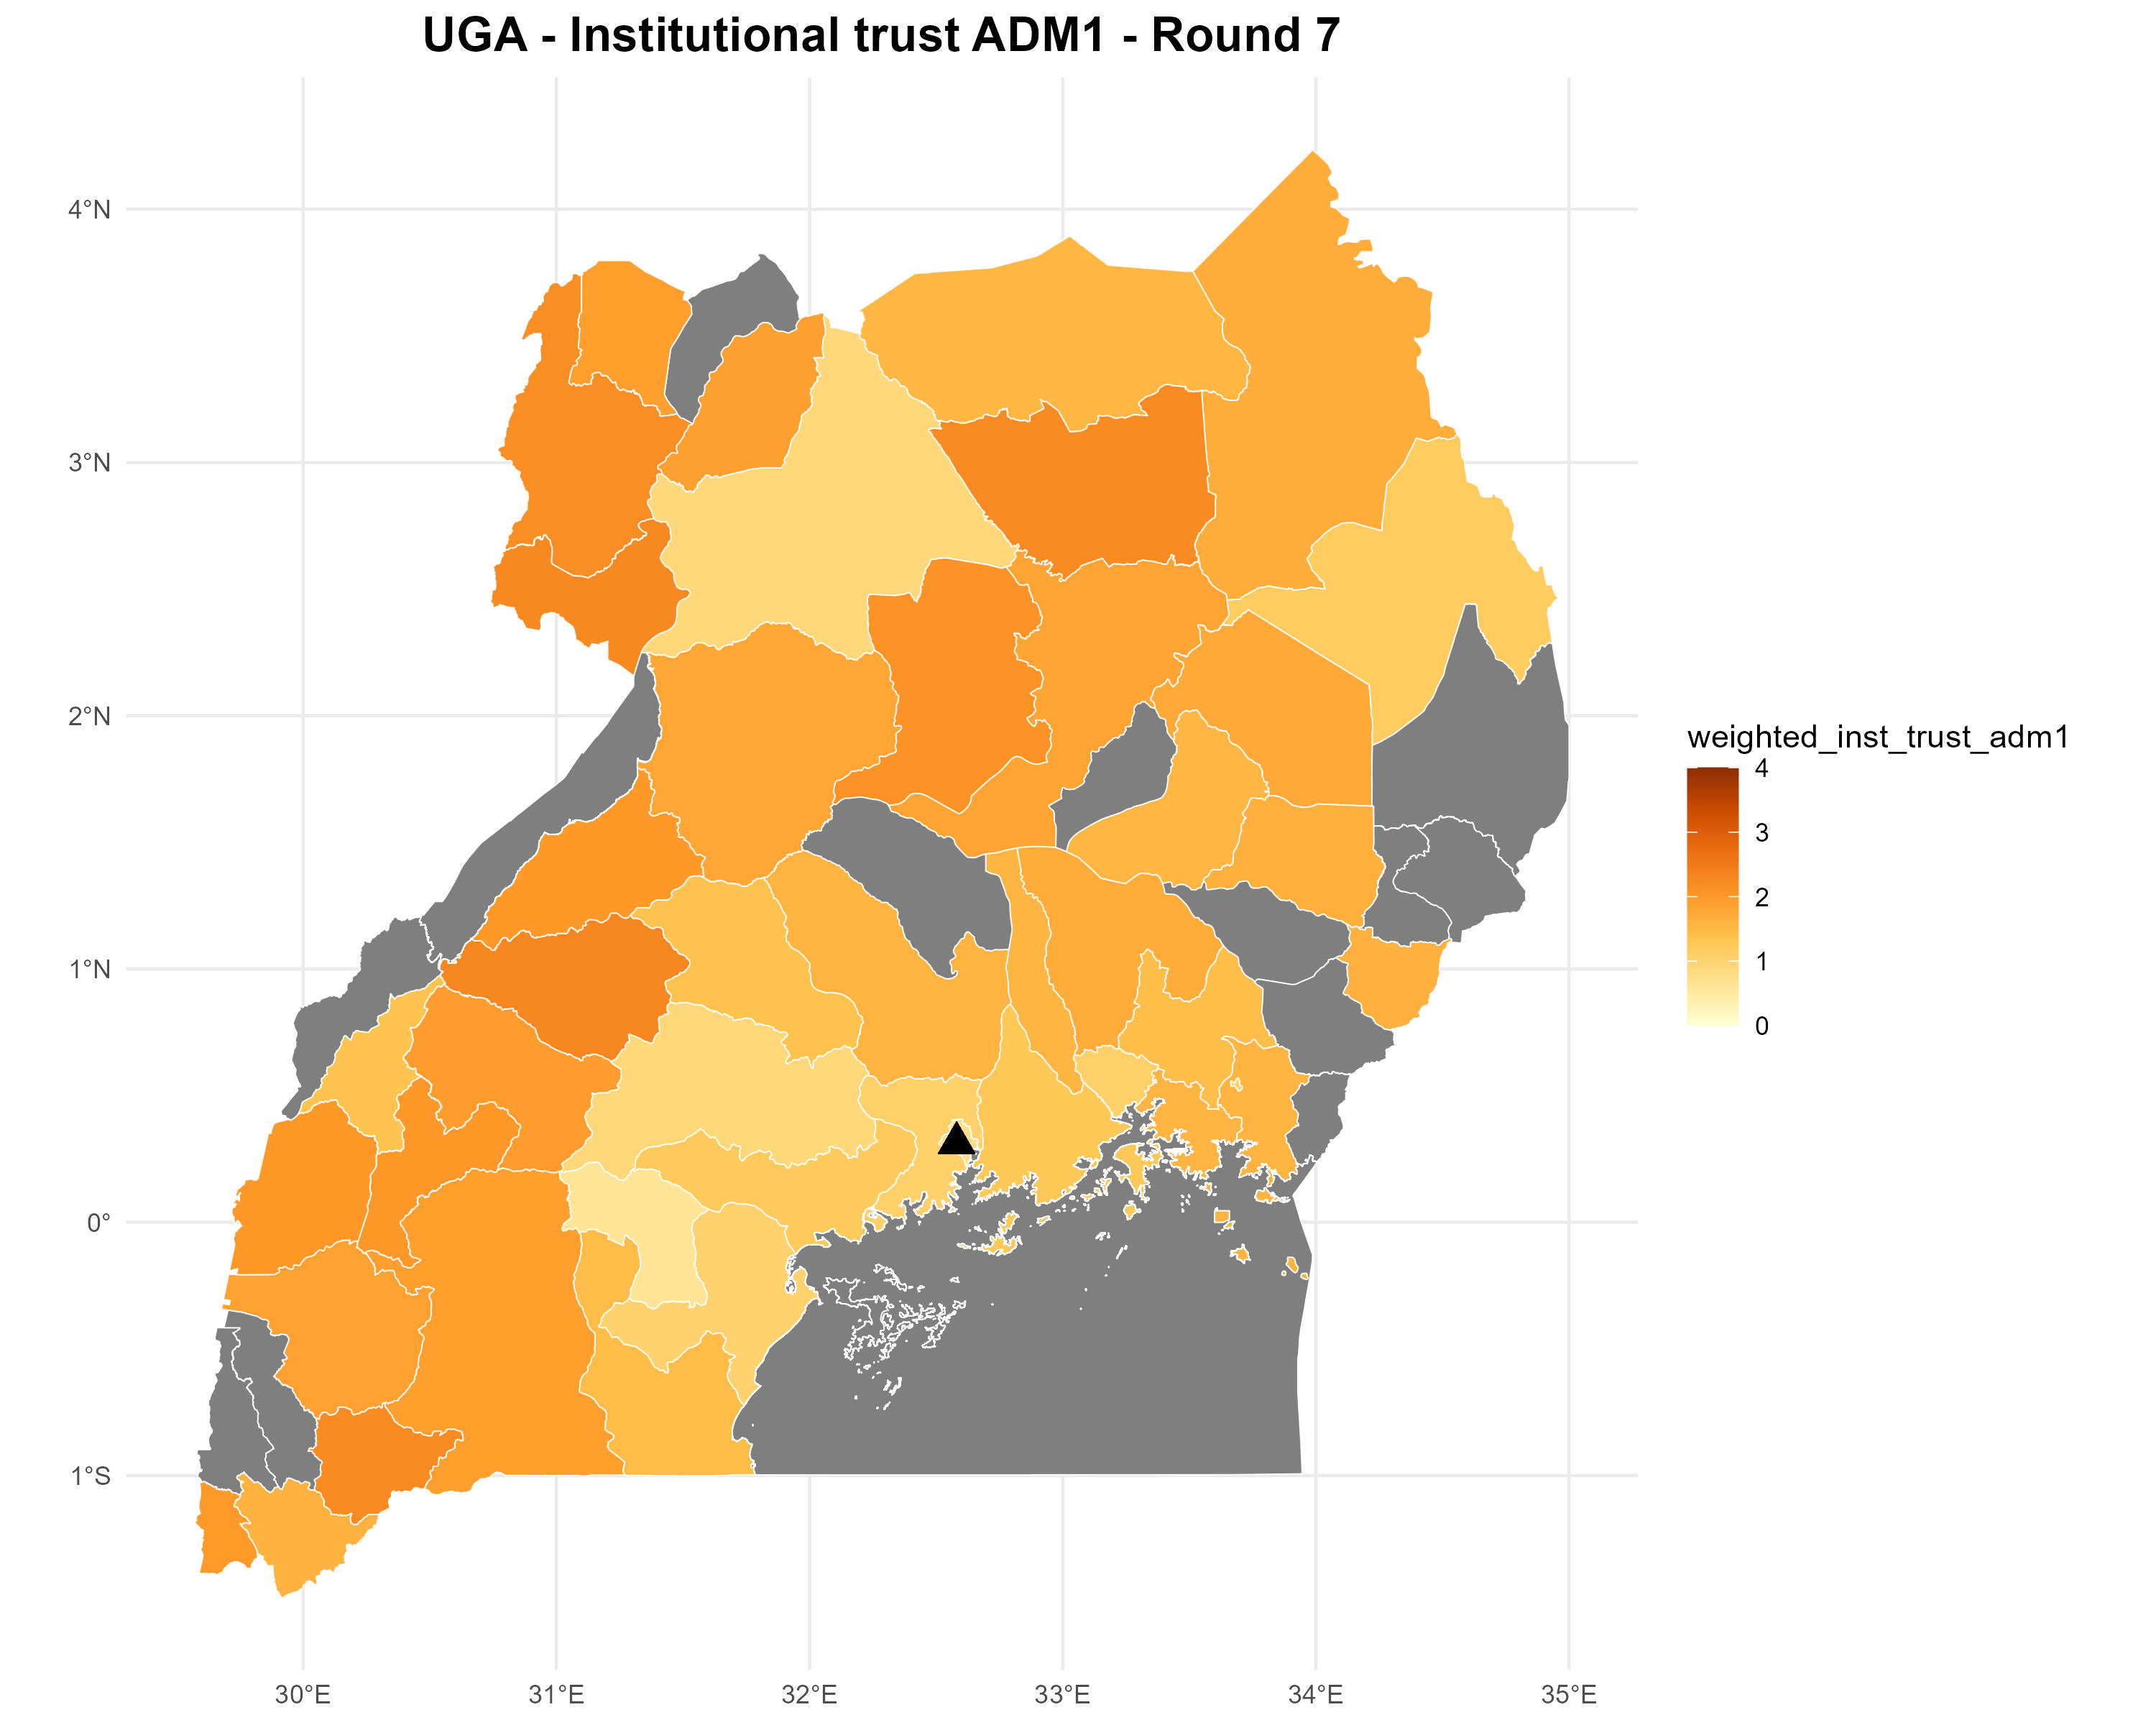 UGA - Institutional trust ADM1 - Round 7
4°N
3°N
2°N
1°N
0°
1°S
30°E
31°E
32°E
33°E
34°E
35°E
weighted_inst_trust_adm1
4
3
2
1
0